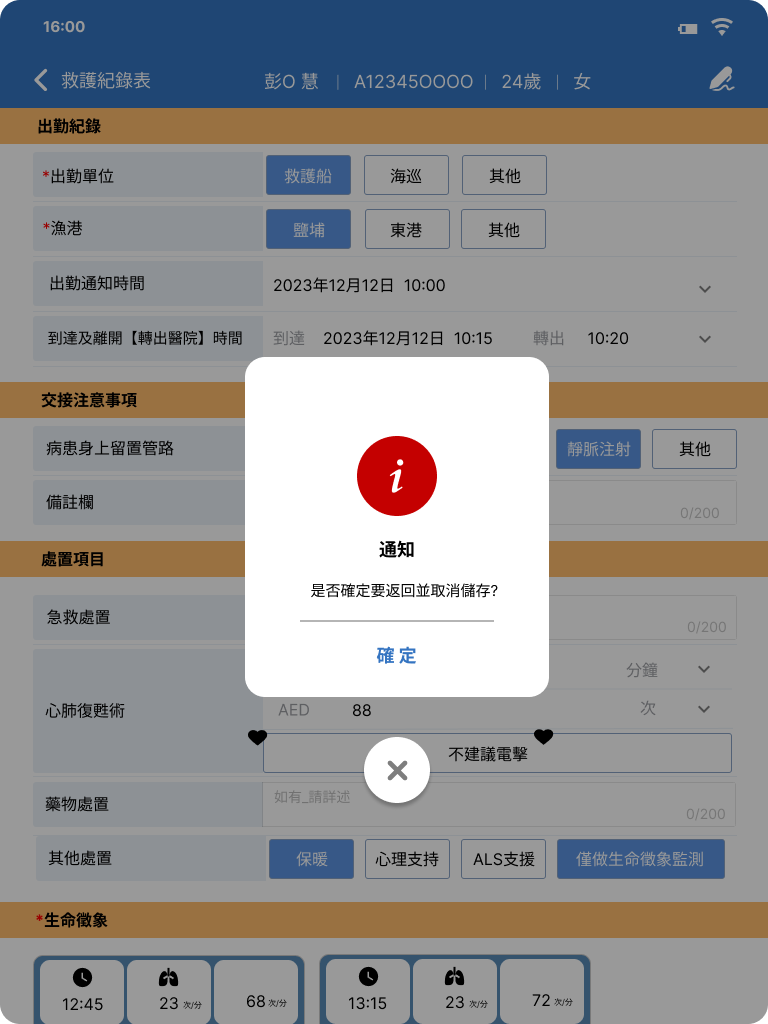 16:00
救護紀錄表 彭O 慧 | A12345OOOO | 24歲 | 女
出勤紀錄
*出勤單位 救護船 海巡 其他
*漁港 鹽埔 東港 其他
出勤通知時間 2023年12月12日 10:00
到達及離開【轉出醫院】時間 到達 2023年12月12日 10:15 轉出 10:20
交接注意事項
病患身上留置管路 靜脈注射 其他
備註欄 0/200
處置項目
通知
是否確定要返回並取消儲存?
確定
急救處置 0/200
分鐘
心肺復甦術 AED 88 次
不建議電擊
藥物處置 如有_請詳述 0/200
其他處置 保暖 心理支持 ALS支援 僅做生命徵象監測
*生命徵象
12:45 23 次/分 68 次/分 13:15 23 次/分 72 次/分